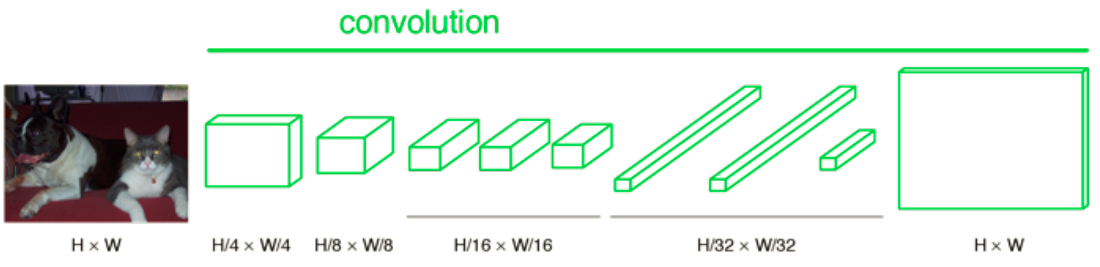 convolution
H × W
H/4 × W/4
H/8 × W/8
H/16 × W/16
H/32 × W/32
H × W